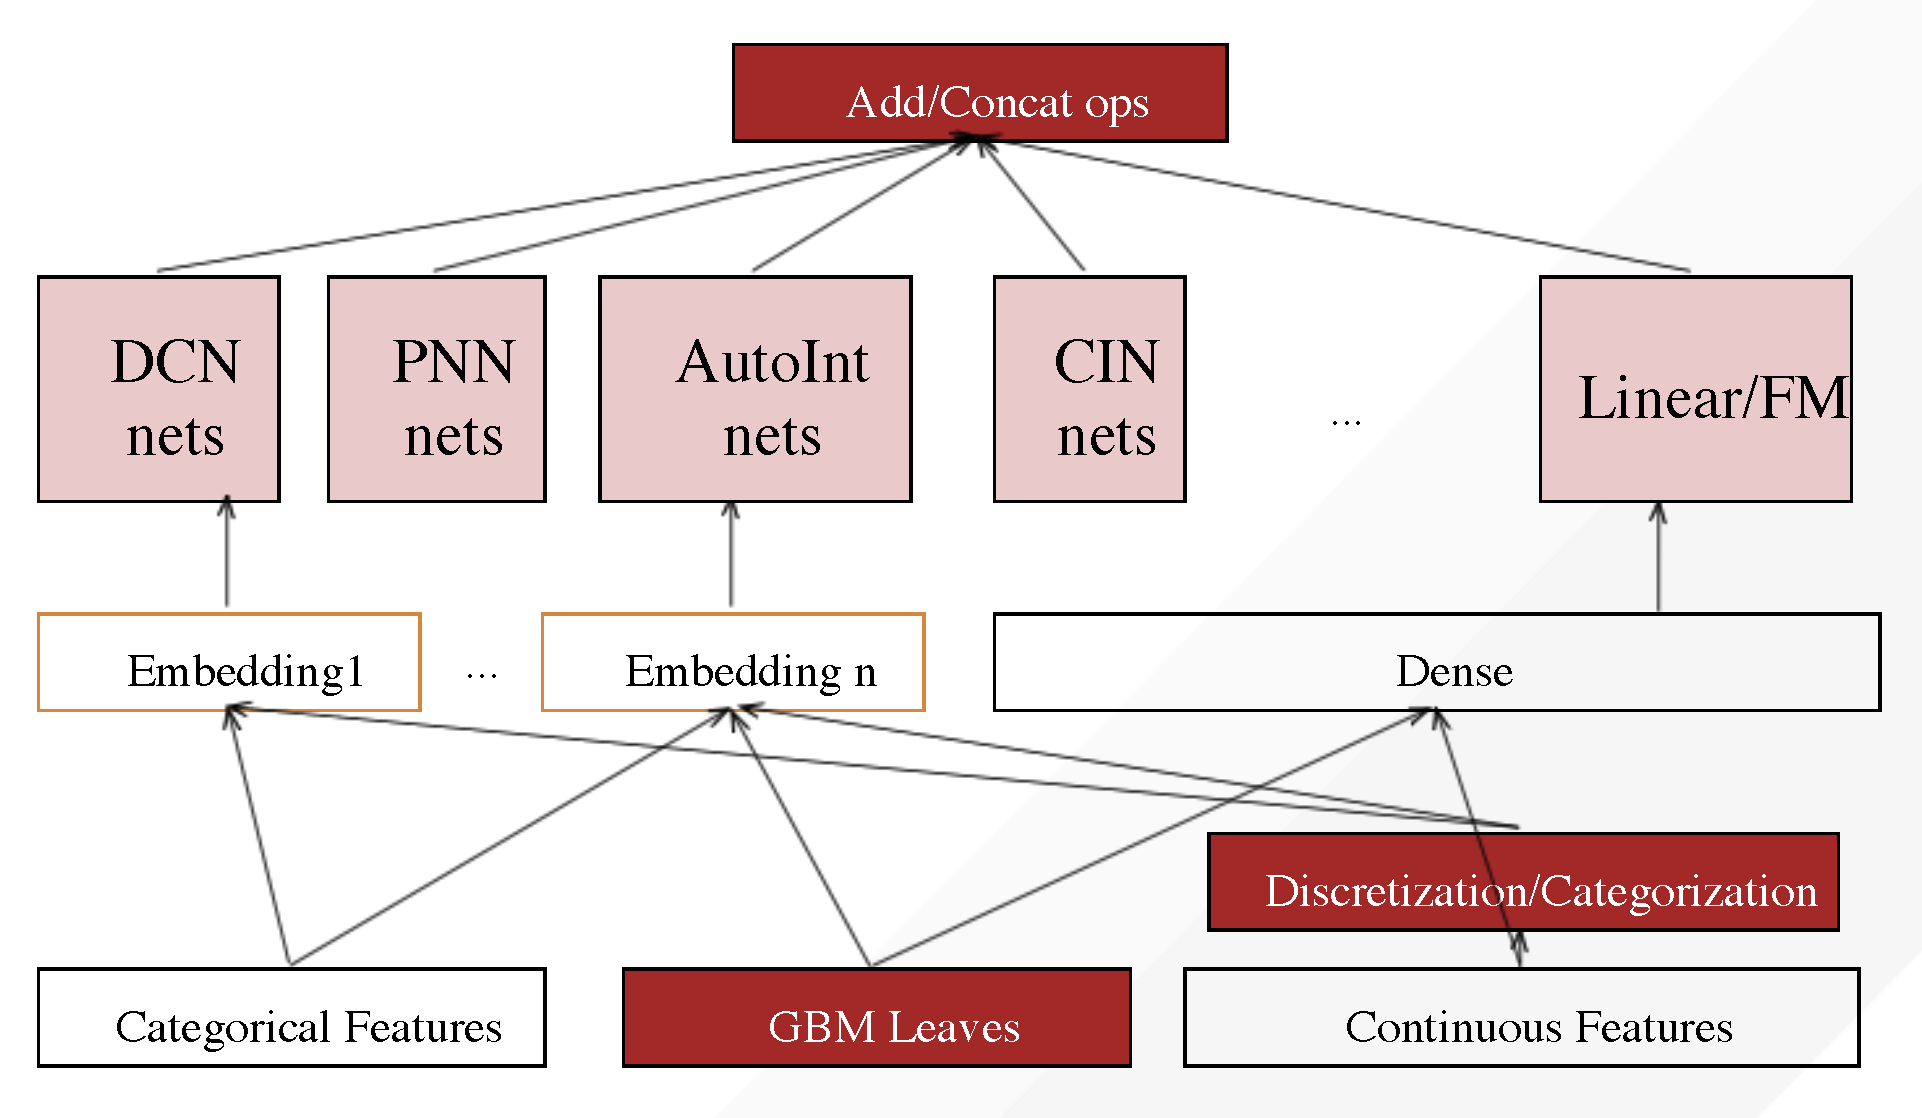 Add/Concat ops
DCN
nets
PNN
nets
AutoInt
nets
CIN
nets
...
Linear/FM
Embedding1
...
Embedding n
Dense
Discretization/Categorization
Categorical Features
GBM Leaves
Continuous Features